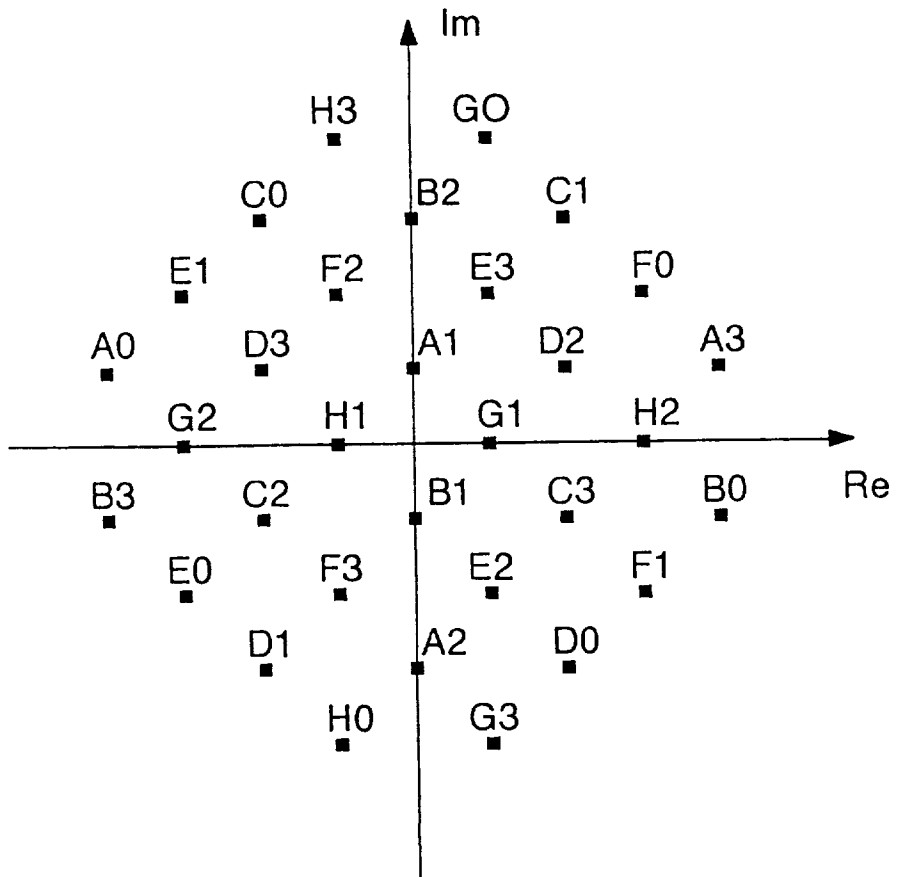 Im
H3 GO
C0 B2 C1
E1 F2 E3 F0
A0 D3 A1 D2 A3
G2 H1 G1 H2
Re
B3 C2 B1 C3 B0
E0 F3 E2 F1
D1 A2 D0
H0 G3